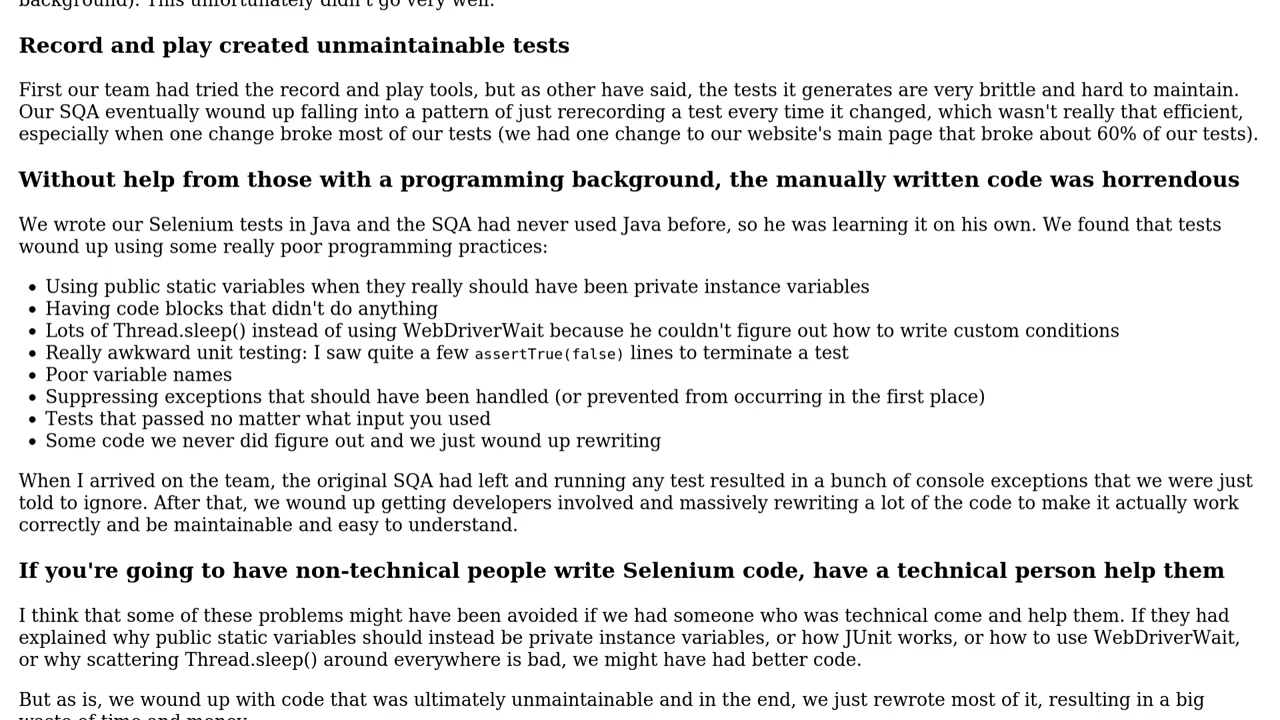 background). This unfortunately didn't go very well.
Record and play created unmaintainable tests
First our team had tried the record and play tools, but as other have said, the tests it generates are very brittle and hard to maintain.
Our SQA eventually wound up falling into a pattern of just rerecording a test every time it changed, which wasn't really that efficient,
especially when one change broke most of our tests (we had one change to our website's main page that broke about 60% of our tests).
Without help from those with a programming background, the manually written code was horrendous
We wrote our Selenium tests in Java and the SQA had never used Java before, so he was learning it on his own. We found that tests
wound up using some really poor programming practices:
• Using public static variables when they really should have been private instance variables
• Having code blocks that didn't do anything
• Lots of Thread.sleep() instead of using WebDriverWait because he couldn't figure out how to write custom conditions
• Really awkward unit testing: I saw quite a few assertTrue(false) lines to terminate a test
• Poor variable names
• Suppressing exceptions that should have been handled (or prevented from occurring in the first place)
• Tests that passed no matter what input you used
• Some code we never did figure out and we just wound up rewriting
When I arrived on the team, the original SQA had left and running any test resulted in a bunch of console exceptions that we were just
told to ignore. After that, we wound up getting developers involved and massively rewriting a lot of the code to make it actually work
correctly and be maintainable and easy to understand.
If you're going to have non-technical people write Selenium code, have a technical person help them
I think that some of these problems might have been avoided if we had someone who was technical come and help them. If they had
explained why public static variables should instead be private instance variables, or how JUnit works, or how to use WebDriverWait,
or why scattering Thread.sleep() around everywhere is bad, we might have had better code.
But as is, we wound up with code that was ultimately unmaintainable and in the end, we just rewrote most of it, resulting in a big
waste of time and money.